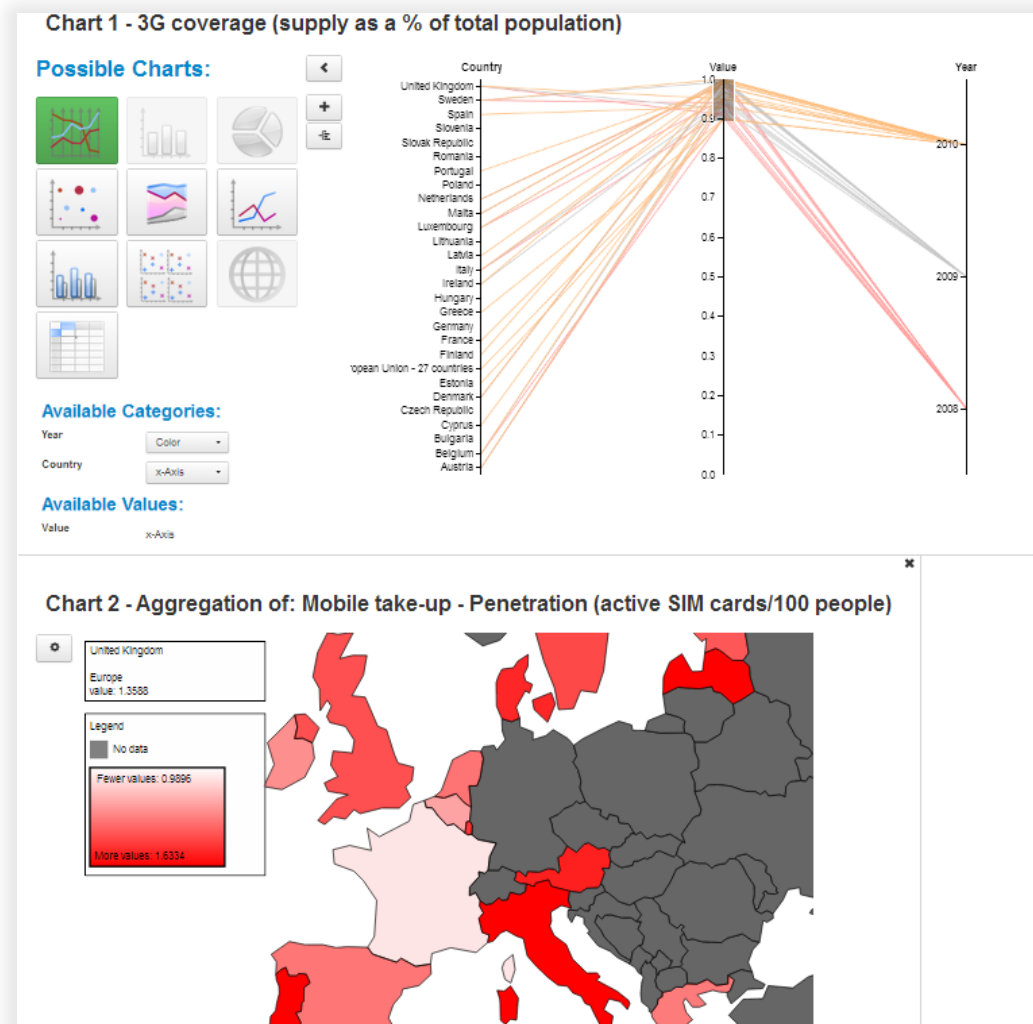 Chart 1 - 3G coverage (supply as a % of total population)
Possible Charts:
Country
Value
Year
United Kingdom
Sweden
Spain
Slovenia
Slovak Republic
Romania
Portugal
Poland
Netherlands
Malta
Luxembourg
Lithuania
Latvia
Italy
Ireland
Hungary
Greece
Germany
France
Finland
ropean Union - 27 countries
Estonia
Denmark
Czech Republic
Cyprus
Bulgaria
Belgium
Austria
1.0
0.9
0.8
0.7
0.6
0.5
0.4
0.3
0.2
0.1
0.0
2010
2009
2008
Available Categories:
Year Color
Country x-Axis
Available Values:
Value x-Axis
Chart 2 - Aggregation of: Mobile take-up - Penetration (active SIM cards/100 people)
United Kingdom
Europe
value: 1.3588
Legend
No data
Fewer values: 0.9896
More values: 1.6334